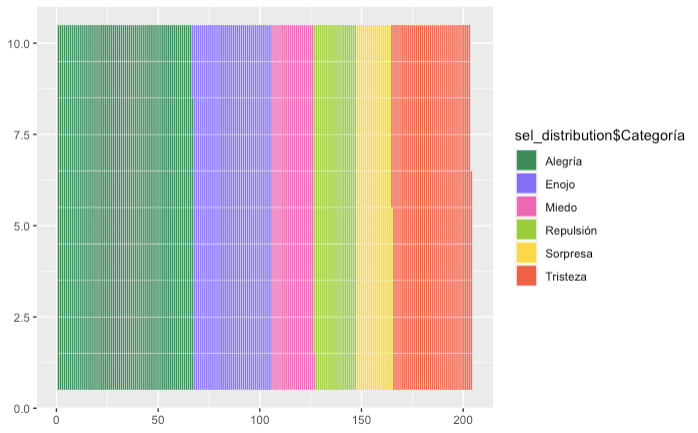 10.0
7.5
5.0
2.5
0.0
0
50
100
150
200
sel_distribution$Categoría
Alegría
Enojo
Miedo
Repulsión
Sorpresa
Tristeza